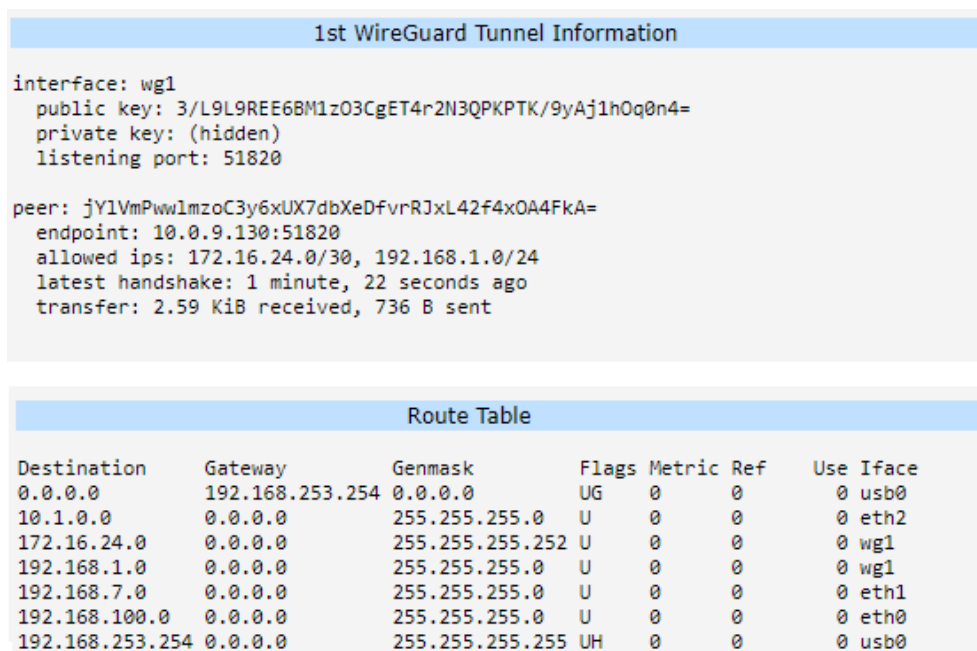 1st WireGuard Tunnel Information
interface: wg1
public key: 3/L9L9REE6BM1zO3CgET4r2N3QPKPTK/9yAj1hOq0n4=
private key: (hidden)
listening port: 51820
peer: jYlVmPwwlmzoC3y6xUX7dbXeDfvrRJxL42f4xOA4FkA=
endpoint: 10.0.9.130:51820
allowed ips: 172.16.24.0/30, 192.168.1.0/24
latest handshake: 1 minute, 22 seconds ago
transfer: 2.59 KiB received, 736 B sent
Route Table
Destination Gateway Genmask Flags Metric Ref Use Iface
0.0.0.0 192.168.253.254 0.0.0.0 UG 0 0 0 usb0
10.1.0.0 0.0.0.0 255.255.255.0 U 0 0 0 eth2
172.16.24.0 0.0.0.0 255.255.255.252 U 0 0 0 wg1
192.168.1.0 0.0.0.0 255.255.255.0 U 0 0 0 wg1
192.168.7.0 0.0.0.0 255.255.255.0 U 0 0 0 eth1
192.168.100.0 0.0.0.0 255.255.255.0 U 0 0 0 eth0
192.168.253.254 0.0.0.0 255.255.255.255 UH 0 0 0 usb0